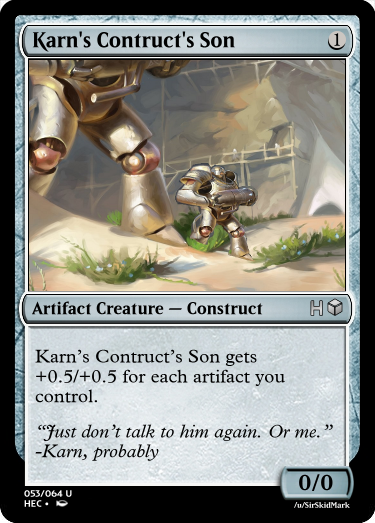 Karn's Contruct's Son 1
Artifact Creature — Construct H
Karn's Contruct's Son gets
+0.5/+0.5 for each artifact you
control.
“Just don't talk to him again. Or me.”
-Karn, probably
0/0
053/064 U
HEC •
/u/SirSkidMark